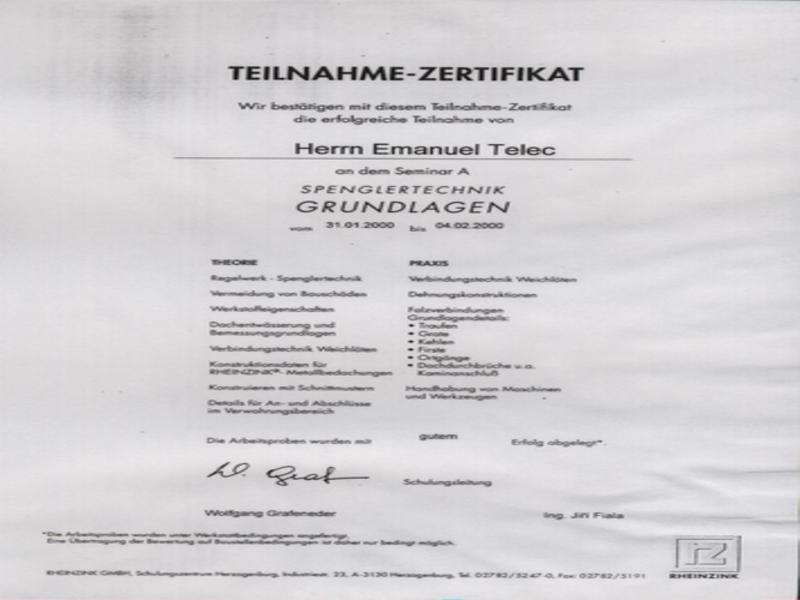 TEILNAHME-ZERTIFIKAT
Wir bestätigen mit diesem Teilnahme-Zertifikat
die erfolgreiche Teilnahme von
Herrn Emanuel Telec
an dem Seminar A
SPENGLERTECHNIK
GRUNDLAGEN
vom 31.01.2000 bis 04.02.2000
THEORIE
Regelwerk - Spenglertechnik
Vermeidung von Bauschäden
Werkstoffeigenschaften
Dachentwässerung und
Bemessungsgrundlagen
Verbindungstechnik Weichlöten
Konstruktionsdaten für
RHEINZINK®- Metallbedachungen
Konstruieren mit Schnittmustern
Details für An- und Abschlüsse
im Verwahrungsbereich
PRAXIS
Verbindungstechnik Weichlöten
Dehnungskonstruktionen
Falzverbindungen
Grundlagendetails:
• Traufen
• Grate
• Kehlen
• Firste
• Ortgänge
• Dachdurchbrüche u.a.
Kaminanschluß
Handhabung von Maschinen
und Werkzeugen
Die Arbeitsproben wurden mit gutem Erfolg abgelegt*.
W. Graf
Schulungsleitung
Wolfgang Grafeneder
Ing. Jiří Fiala
*Die Arbeitsproben wurden unter Werkstattbedingungen angefertigt.
Eine Übertragung der Bewertung auf Baustellenbedingungen ist daher nur bedingt möglich.
RHEINZINK GMBH, Schulungszentrum Herzogenburg, Industriestr. 23, A-3130 Herzogenburg, Tel. 02782/5247-0, Fax: 02782/5191
RHEINZINK